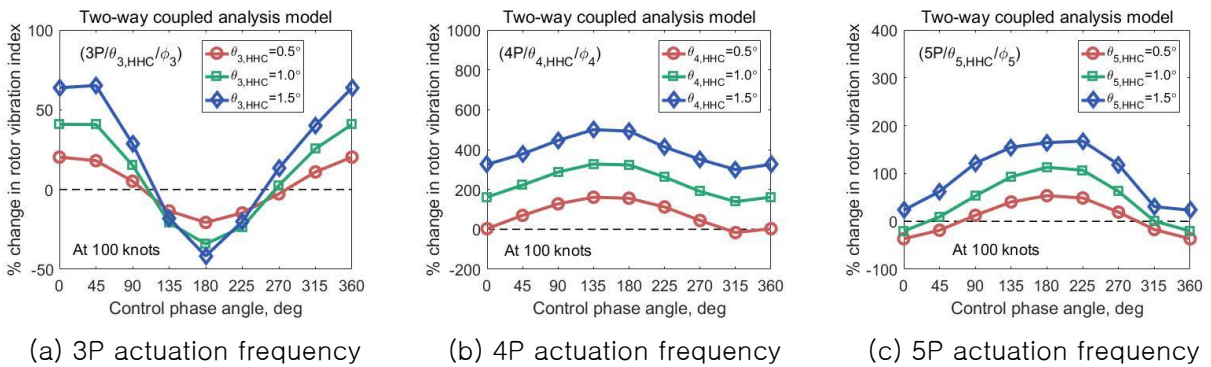 Two-way coupled analysis model
% change in rotor vibration index
100
50
0
-50
(3P/θ3,HHC/ϕ3)
θ3,HHC=0.5°
θ3,HHC=1.0°
θ3,HHC=1.5°
At 100 knots
0 45 90 135 180 225 270 315 360
Control phase angle, deg
(a) 3P actuation frequency
Two-way coupled analysis model
% change in rotor vibration index
1000
800
600
400
200
0
-200
(4P/θ4,HHC/ϕ4)
θ4,HHC=0.5°
θ4,HHC=1.0°
θ4,HHC=1.5°
At 100 knots
0 45 90 135 180 225 270 315 360
Control phase angle, deg
(b) 4P actuation frequency
Two-way coupled analysis model
% change in rotor vibration index
400
300
200
100
0
-100
(5P/θ5,HHC/ϕ5)
θ5,HHC=0.5°
θ5,HHC=1.0°
θ5,HHC=1.5°
At 100 knots
0 45 90 135 180 225 270 315 360
Control phase angle, deg
(c) 5P actuation frequency